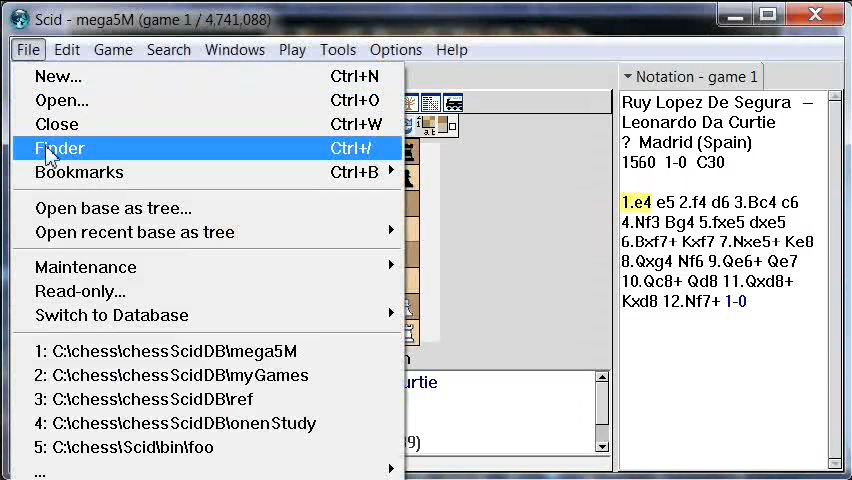 Scid - mega5M (game 1 / 4,741,088)
File Edit Game Search Windows Play Tools Options Help
New... Ctrl+N
Open... Ctrl+O
Close Ctrl+W
Finder Ctrl+/
Bookmarks Ctrl+B
Open base as tree...
Open recent base as tree
Maintenance
Read-only...
Switch to Database
1: C:\chess\chessScidDB\mega5M
2: C:\chess\chessScidDB\myGames
3: C:\chess\chessScidDB\ref
4: C:\chess\chessScidDB\onenStudy
5: C:\chess\Scid\bin\foo
...
urtie
9)
Notation - game 1
Ruy Lopez De Segura –
Leonardo Da Curtie
? Madrid (Spain)
1560 1-0 C30
1.e4 e5 2.f4 d6 3.Bc4 c6
4.Nf3 Bg4 5.fxe5 dxe5
6.Bxf7+ Kxf7 7.Nxe5+ Ke8
8.Qxg4 Nf6 9.Qe6+ Qe7
10.Qc8+ Qd8 11.Qxd8+
Kxd8 12.Nf7+ 1-0